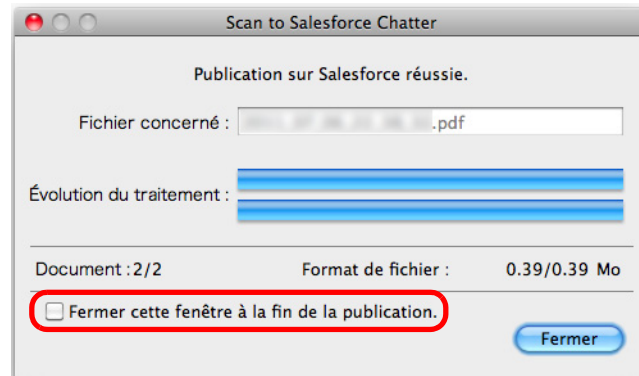 Scan to Salesforce Chatter
Publication sur Salesforce réussie.
Fichier concerné : .pdf
Évolution du traitement :
Document : 2/2 Format de fichier : 0.39/0.39 Mo
Fermer cette fenêtre à la fin de la publication.
Fermer